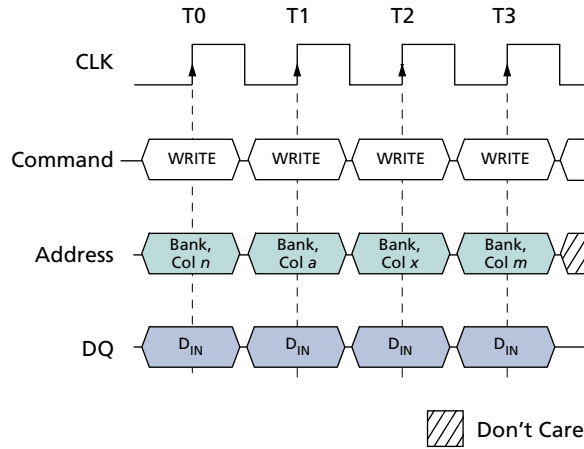 T0 T1 T2 T3
CLK
Command WRITE WRITE WRITE WRITE
Address Bank, Col n Bank, Col a Bank, Col x Bank, Col m
DQ DIN DIN DIN DIN
Don't Care